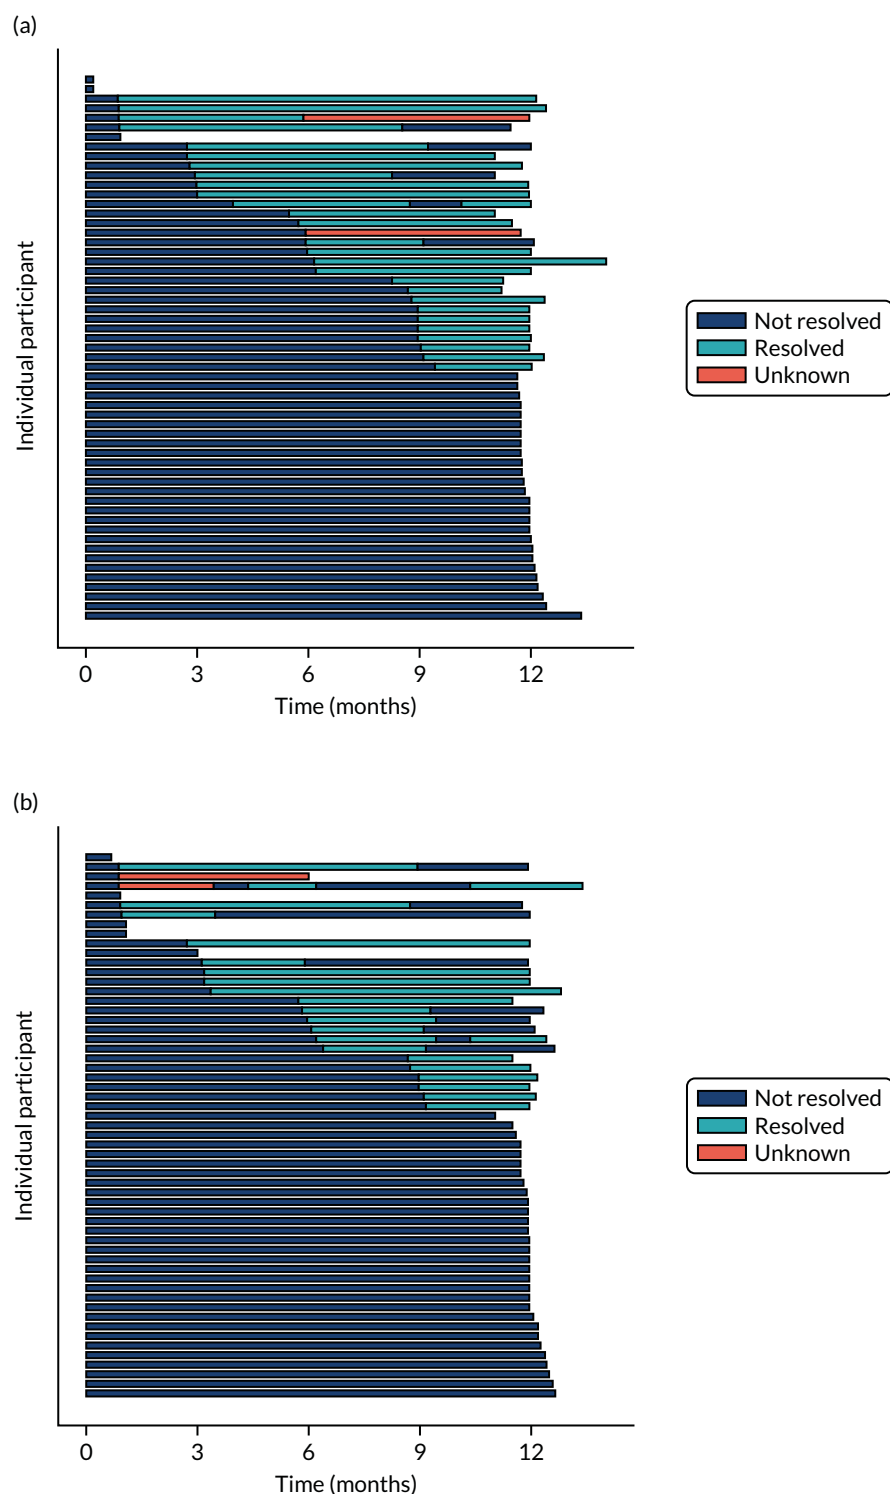 (a)
Individual participant
Not resolved
Resolved
Unknown
0 3 6 9 12
Time (months)
(b)
Individual participant
Not resolved
Resolved
Unknown
0 3 6 9 12
Time (months)